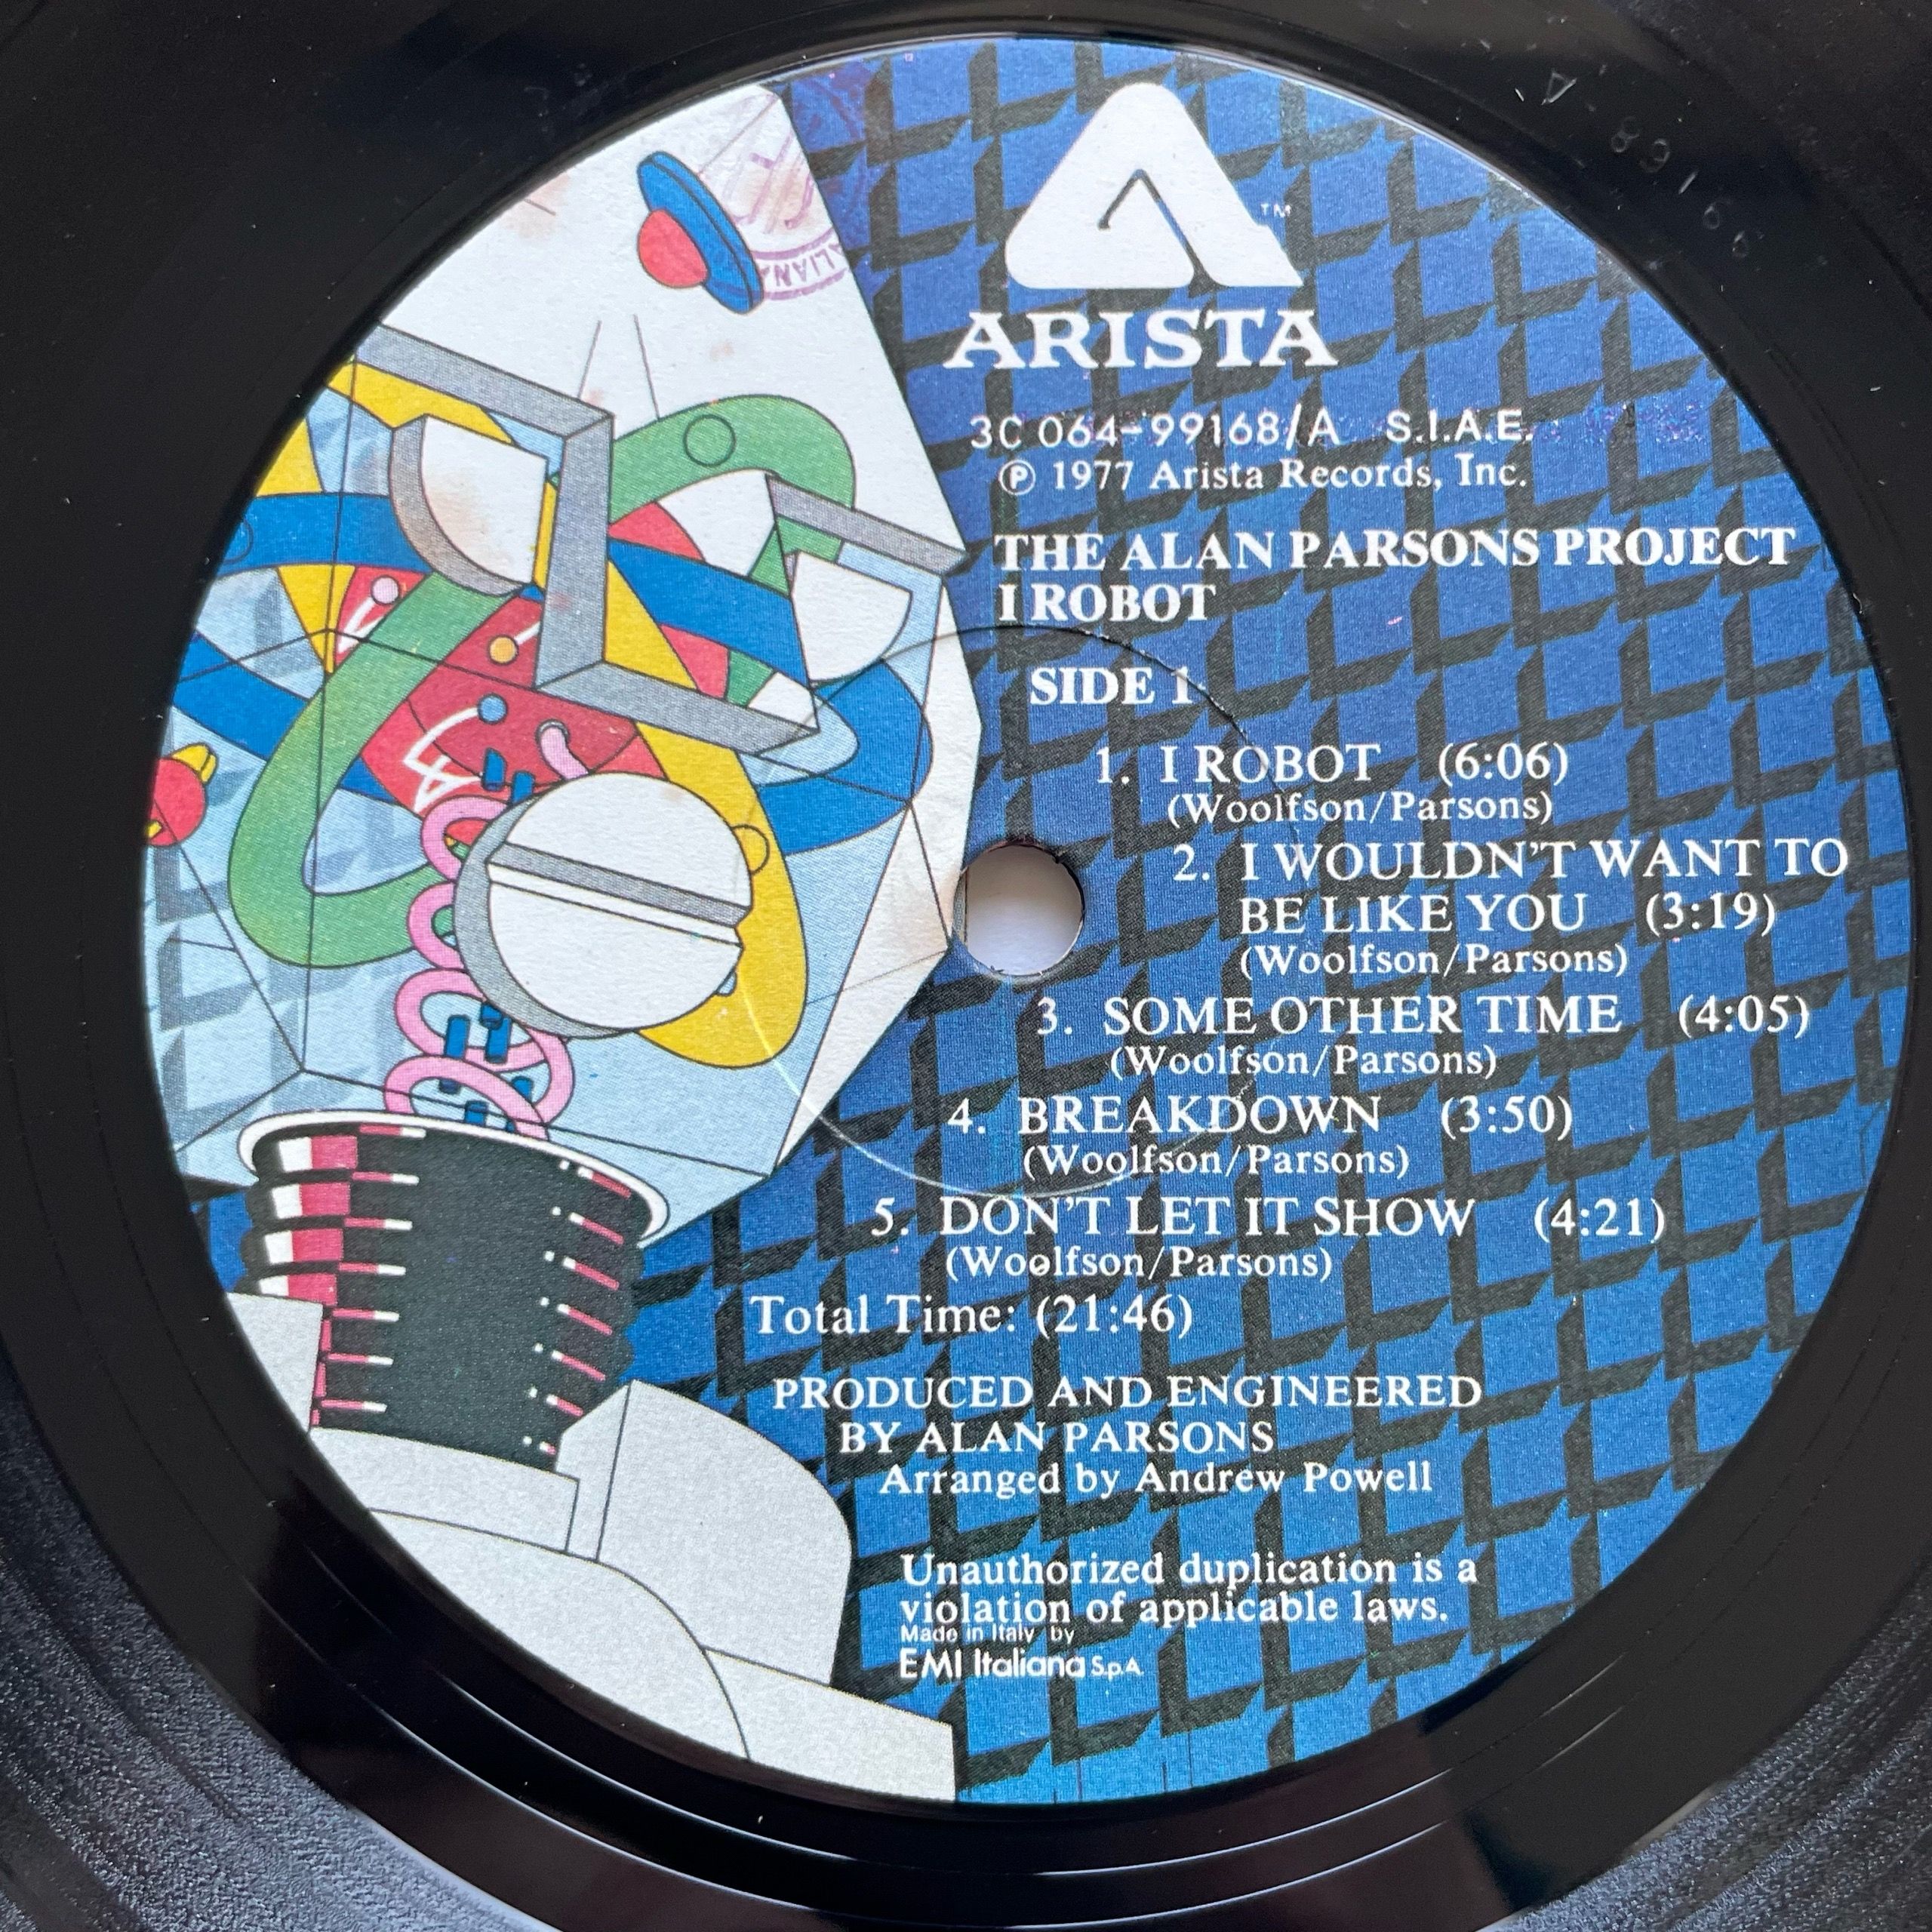 TM
ARISTA
3C 064-99168/A S.I.A.E.
Ⓟ 1977 Arista Records, Inc.
THE ALAN PARSONS PROJECT
I ROBOT
SIDE 1
1. I ROBOT (6:06)
(Woolfson/Parsons)
2. I WOULDN'T WANT TO
BE LIKE YOU (3:19)
(Woolfson/Parsons)
3. SOME OTHER TIME (4:05)
(Woolfson/Parsons)
4. BREAKDOWN (3:50)
(Woolfson/Parsons)
5. DON'T LET IT SHOW (4:21)
(Woolfson/Parsons)
Total Time: (21:46)
PRODUCED AND ENGINEERED
BY ALAN PARSONS
Arranged by Andrew Powell
Unauthorized duplication is a
violation of applicable laws.
Made in Italy by
EMI Italiana S.p.A.